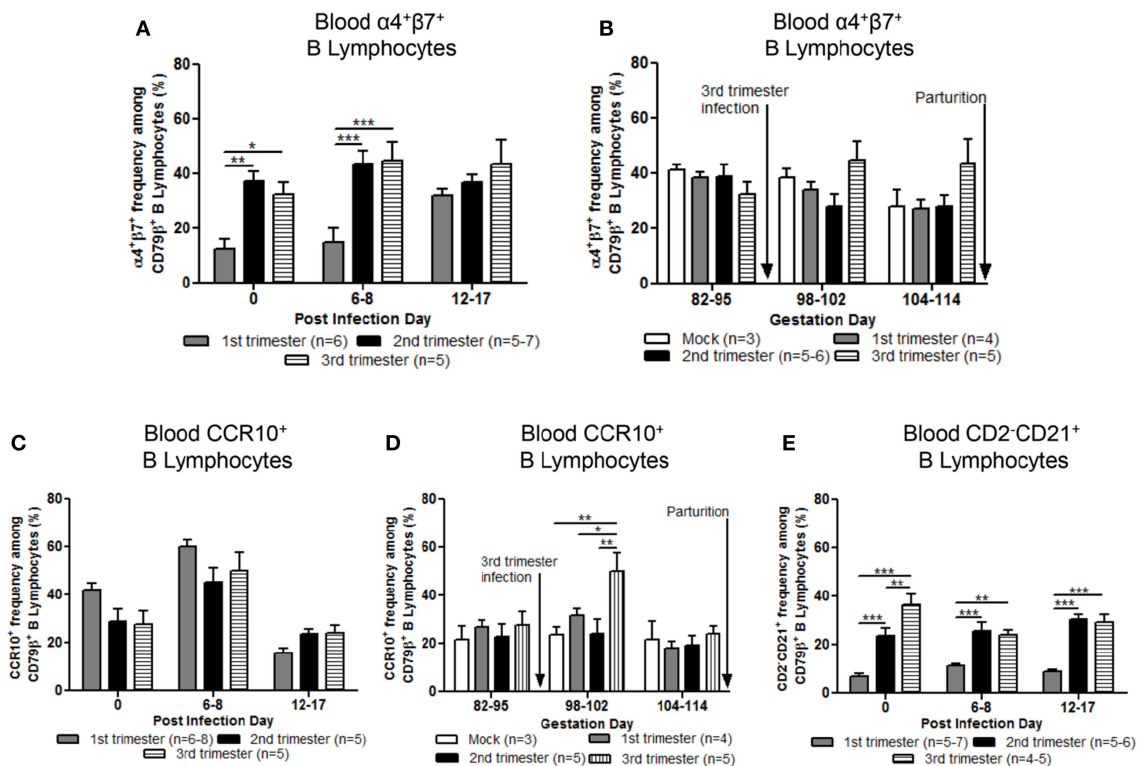 A
Blood α4⁺β7⁺
B Lymphocytes
α4⁺β7⁺ frequency among
CD79β⁺ B Lymphocytes (%)
80
60
40
20
0
*
**
***
***
0
6-8
12-17
Post Infection Day
1st trimester (n=6)
2nd trimester (n=5-7)
3rd trimester (n=5)
B
Blood α4⁺β7⁺
B Lymphocytes
α4⁺β7⁺ frequency among
CD79β⁺ B Lymphocytes (%)
80
60
40
20
0
3rd trimester
infection
Parturition
82-95
98-102
104-114
Gestation Day
Mock (n=3)
1st trimester (n=4)
2nd trimester (n=5-6)
3rd trimester (n=5)
C
Blood CCR10⁺
B Lymphocytes
CCR10⁺ frequency among
CD79β⁺ B Lymphocytes (%)
80
60
40
20
0
0
6-8
12-17
Post Infection Day
1st trimester (n=6-8)
2nd trimester (n=5)
3rd trimester (n=5)
D
Blood CCR10⁺
B Lymphocytes
CCR10⁺ frequency among
CD79β⁺ B Lymphocytes (%)
80
60
40
20
0
3rd trimester
infection
**
*
**
Parturition
82-95
98-102
104-114
Gestation Day
Mock (n=3)
1st trimester (n=4)
2nd trimester (n=5)
3rd trimester (n=5)
E
Blood CD2⁻CD21⁺
B Lymphocytes
CD2⁻CD21⁺ frequency among
CD79β⁺ B Lymphocytes (%)
80
60
40
20
0
***
**
***
**
***
***
***
0
6-8
12-17
Post Infection Day
1st trimester (n=5-7)
2nd trimester (n=5-6)
3rd trimester (n=4-5)